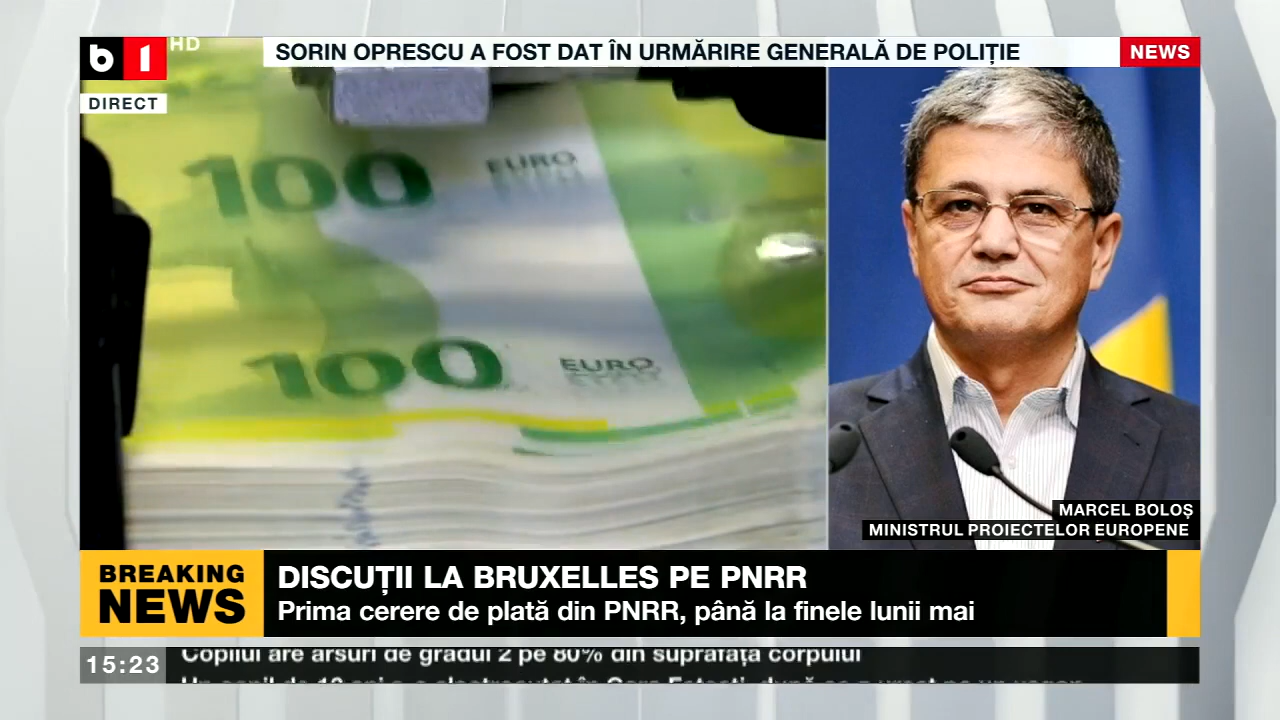 b1
HD
SORIN OPRESCU A FOST DAT ÎN URMĂRIRE GENERALĂ DE POLIȚIE
NEWS
DIRECT
100 EURO
100 EURO
MARCEL BOLOȘ
MINISTRUL PROIECTELOR EUROPENE
BREAKING NEWS
DISCUȚII LA BRUXELLES PE PNRR
Prima cerere de plată din PNRR, până la finele lunii mai
15:23
Copilul are arsuri de gradul 2 pe 80% din suprafața corpului